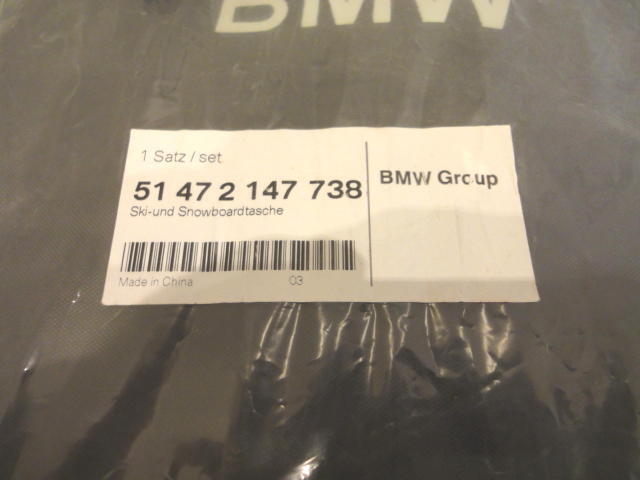 BMW
1 Satz / set
51 47 2 147 738
BMW Group
Ski-und Snowboardtasche
Made in China
03